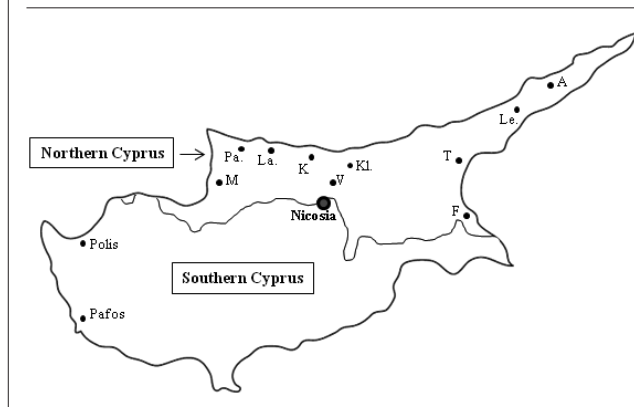 A
Le.
Northern Cyprus
Pa.
La.
K
Kl.
T
M
V
Nicosia
F
Polis
Southern Cyprus
Pafos